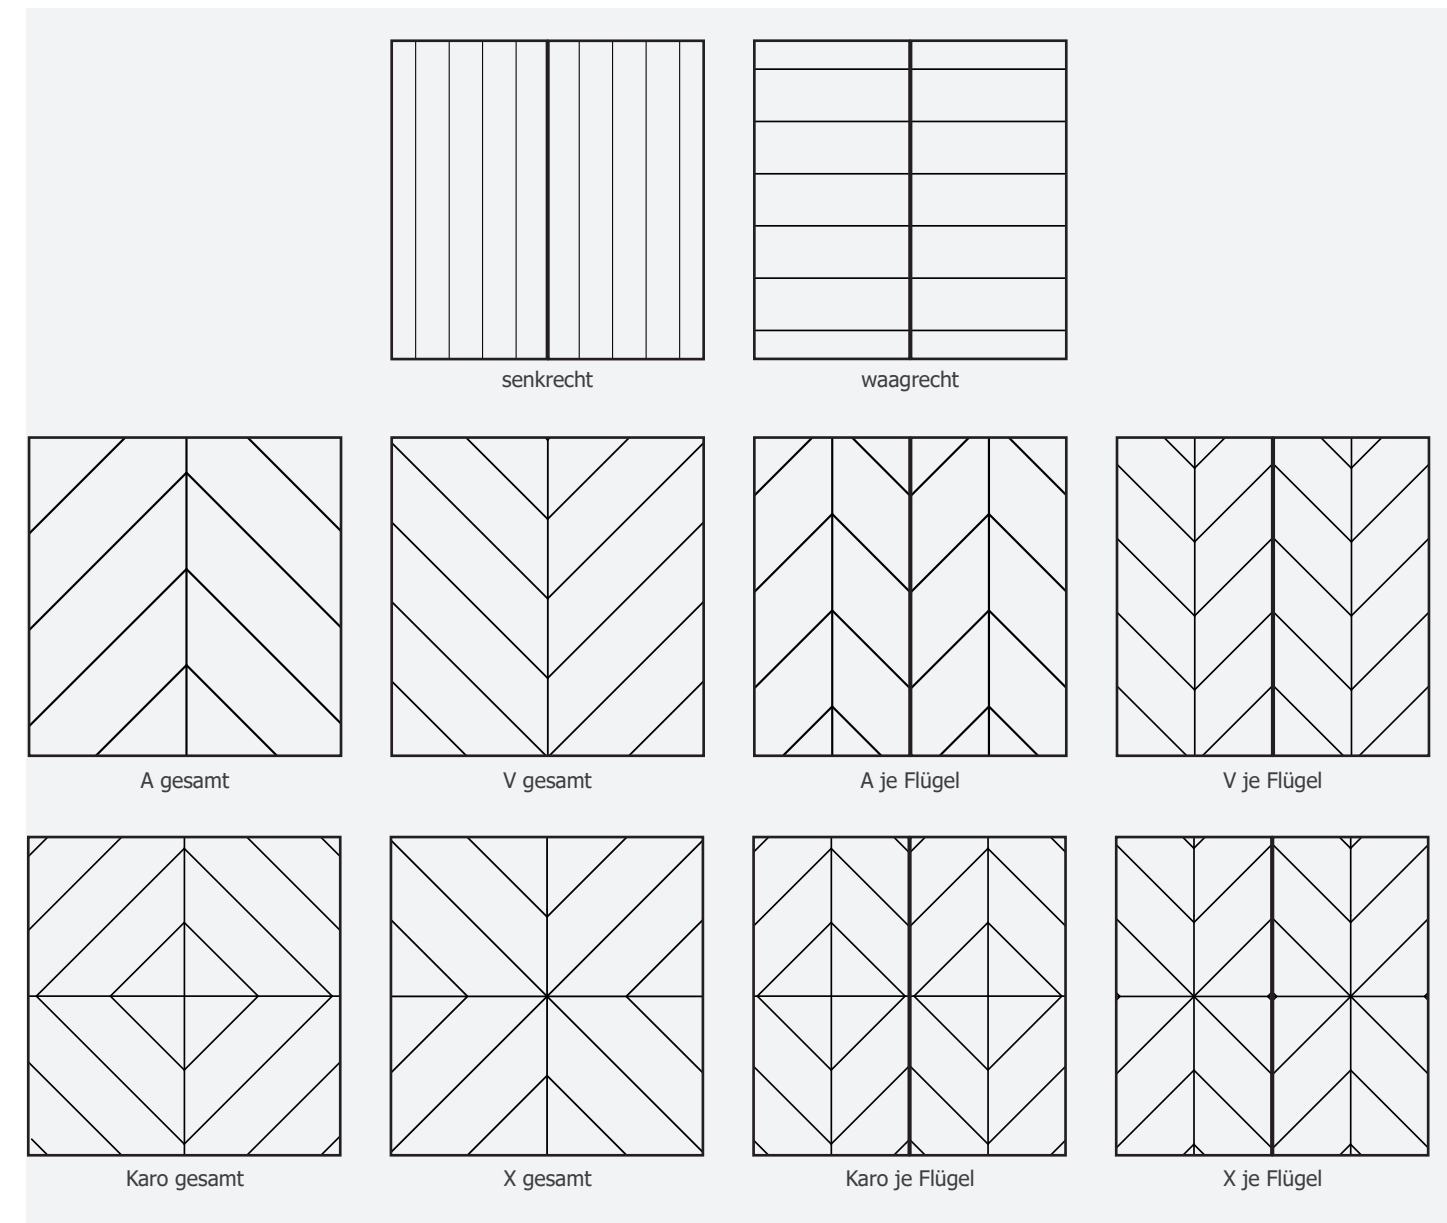 senkrecht
waagrecht
A gesamt
V gesamt
A je Flügel
V je Flügel
Karo gesamt
X gesamt
Karo je Flügel
X je Flügel